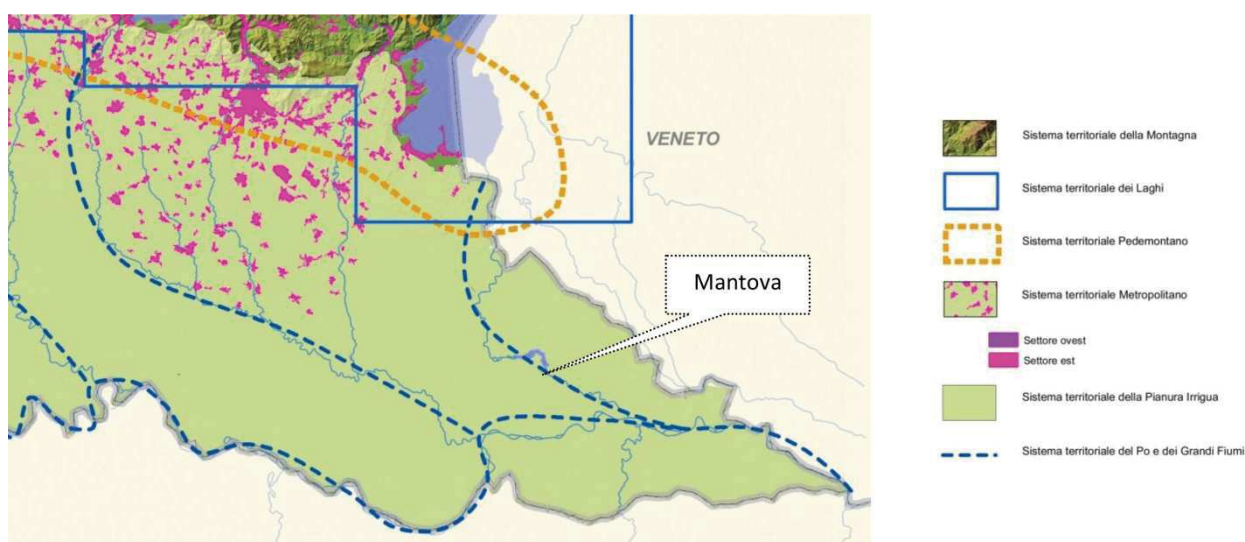 VENETO
Mantova
Sistema territoriale della Montagna
Sistema territoriale dei Laghi
Sistema territoriale Pedemontano
Sistema territoriale Metropolitano
Settore ovest
Settore est
Sistema territoriale della Pianura Irrigua
Sistema territoriale del Po e dei Grandi Fiumi